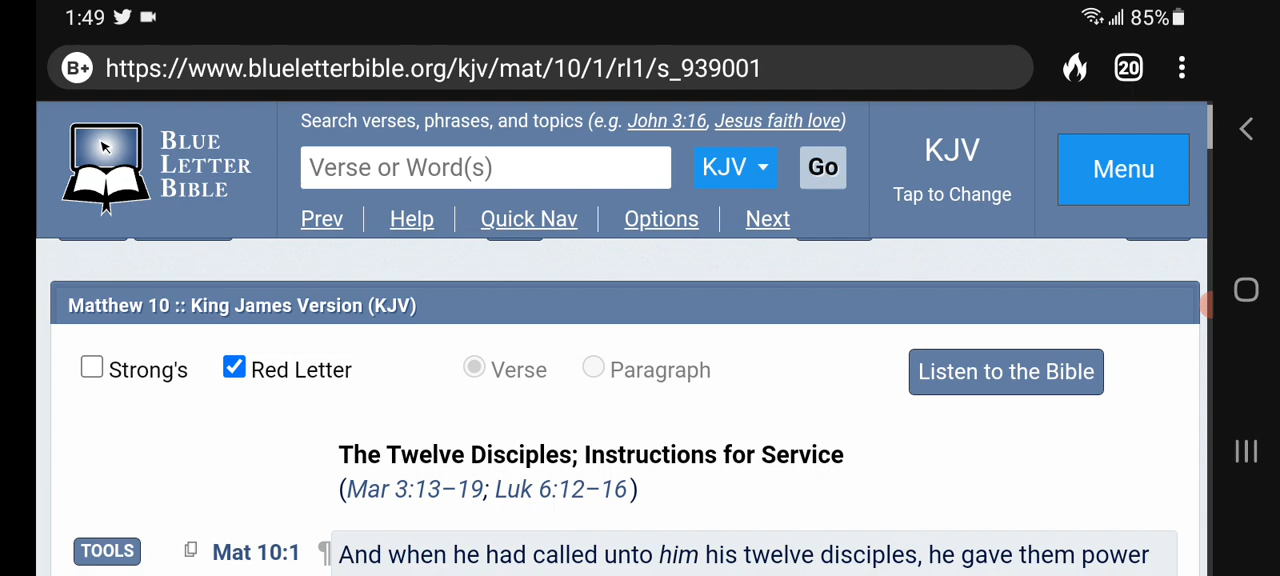 1:49 85%
B+ https://www.blueletterbible.org/kjv/mat/10/1/rl1/s_939001 20
BLUE
LETTER
BIBLE
Search verses, phrases, and topics (e.g. John 3:16, Jesus faith love)
Verse or Word(s) KJV Go
Prev Help Quick Nav Options Next
KJV
Tap to Change
Menu
Matthew 10 :: King James Version (KJV)
Strong's Red Letter Verse Paragraph Listen to the Bible
The Twelve Disciples; Instructions for Service
(Mar 3:13–19; Luk 6:12–16)
TOOLS Mat 10:1 ¶ And when he had called unto him his twelve disciples, he gave them power